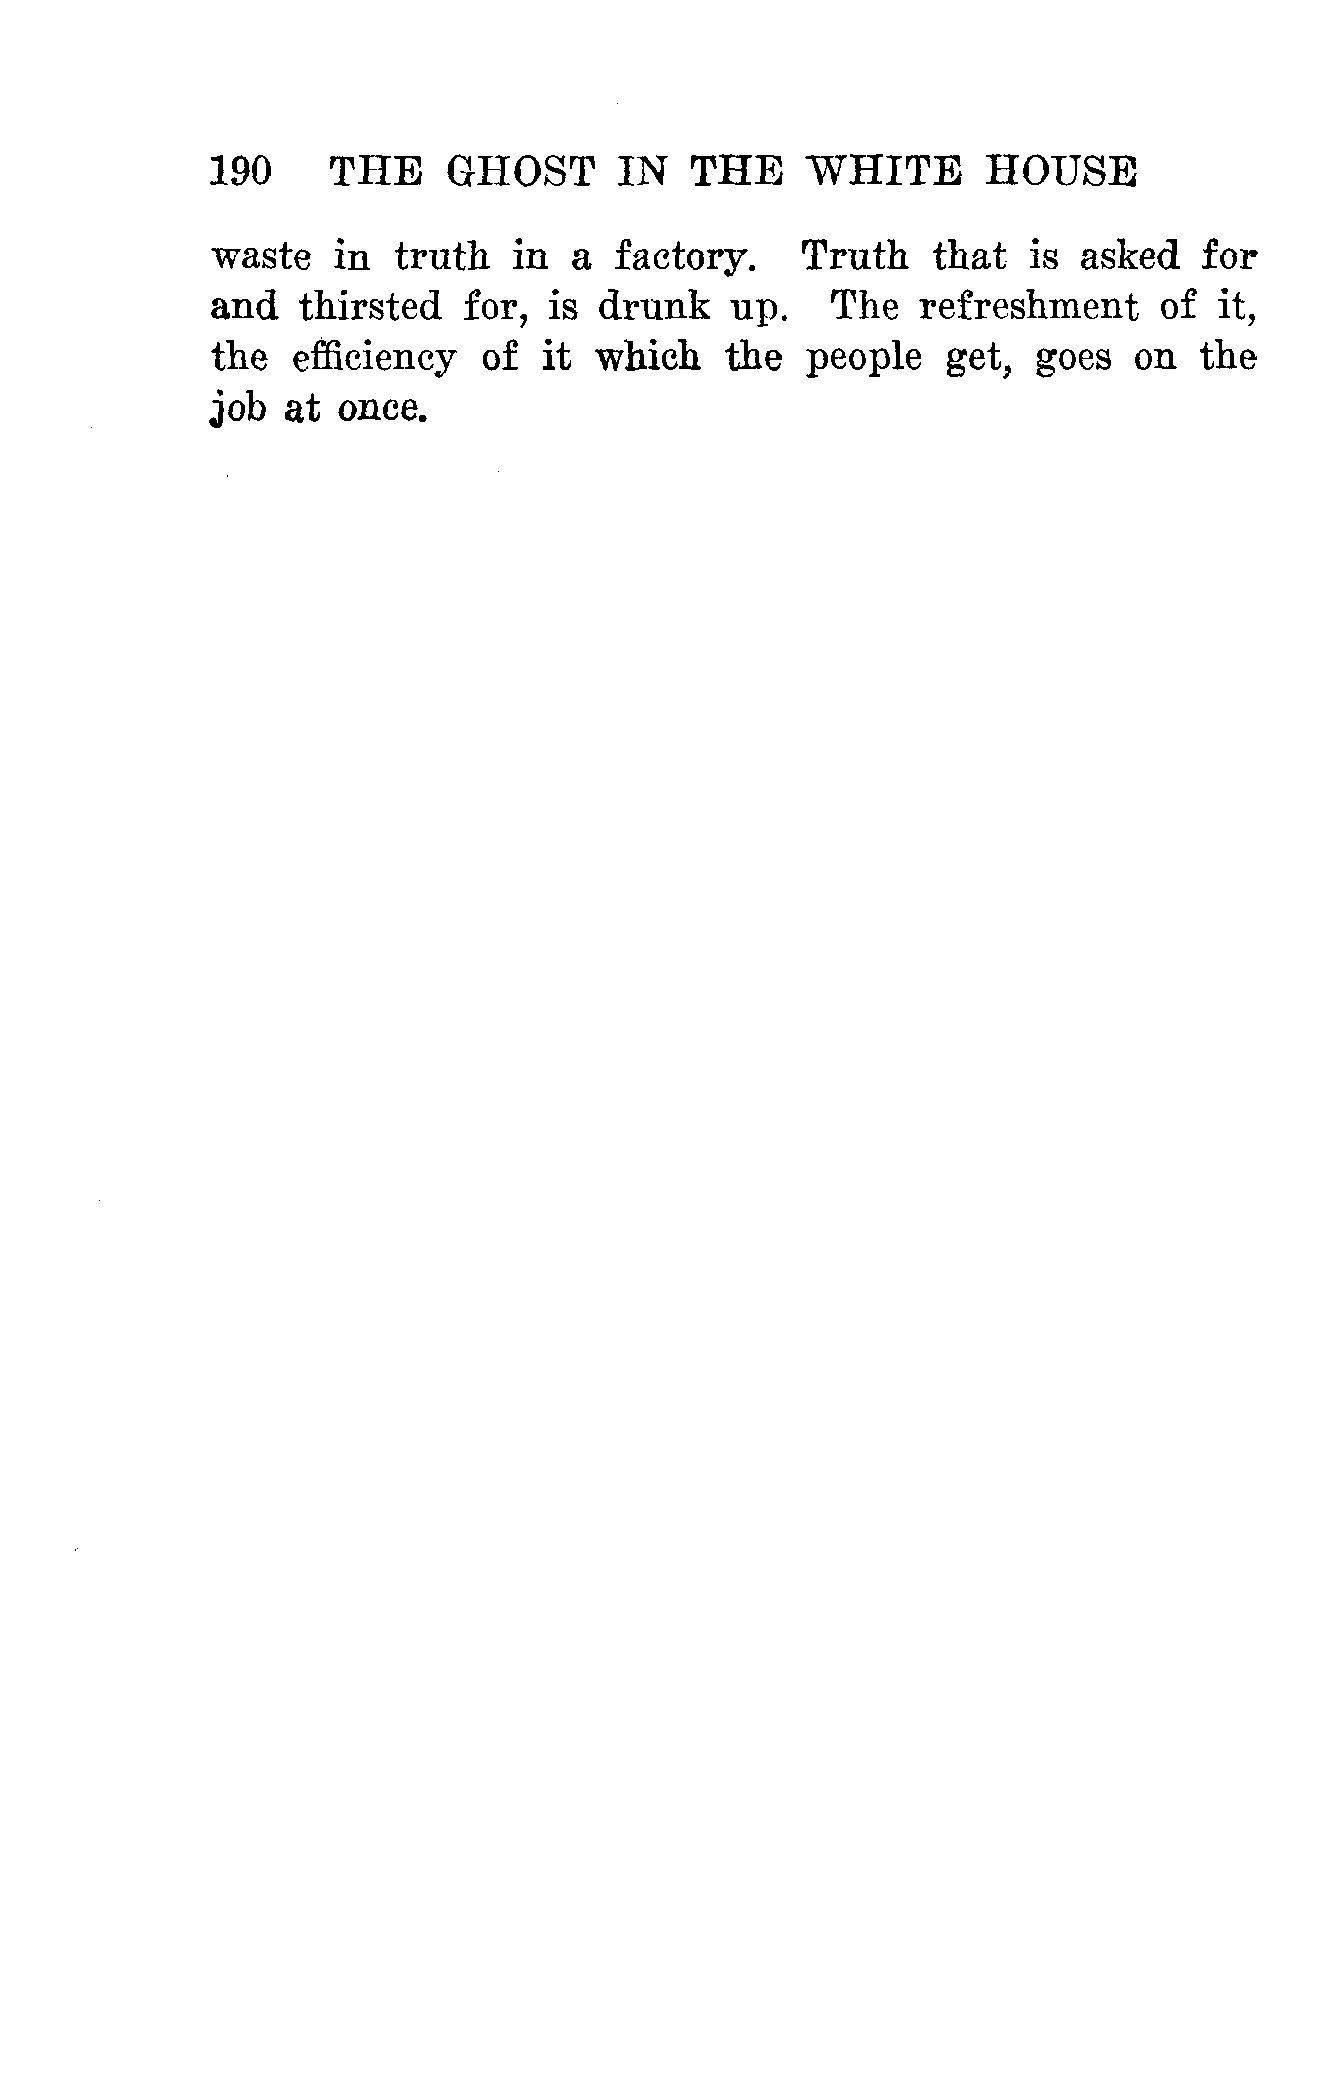 190 THE GHOST IN THE WHITE HOUSE
waste in truth in a factory. Truth that is asked for
and thirsted for, is drunk up. The refreshment of it,
the efficiency of it which the people get, goes on the
job at once.